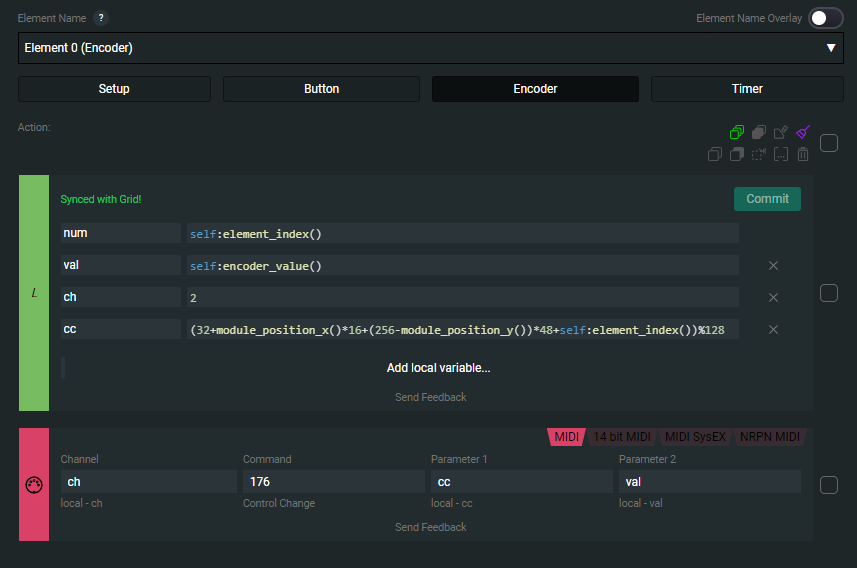 Element Name ? Element Name Overlay
Element 0 (Encoder) ▼
Setup Button Encoder Timer
Action:
Synced with Grid! Commit
L
num self:element_index()
val self:encoder_value()
ch 2
cc (32+module_position_x()*16+(256-module_position_y())*48+self:element_index())%128
Add local variable...
Send Feedback
MIDI 14 bit MIDI MIDI SysEX NRPN MIDI
Channel Command Parameter 1 Parameter 2
ch 176 cc val
local - ch Control Change local - cc local - val
Send Feedback